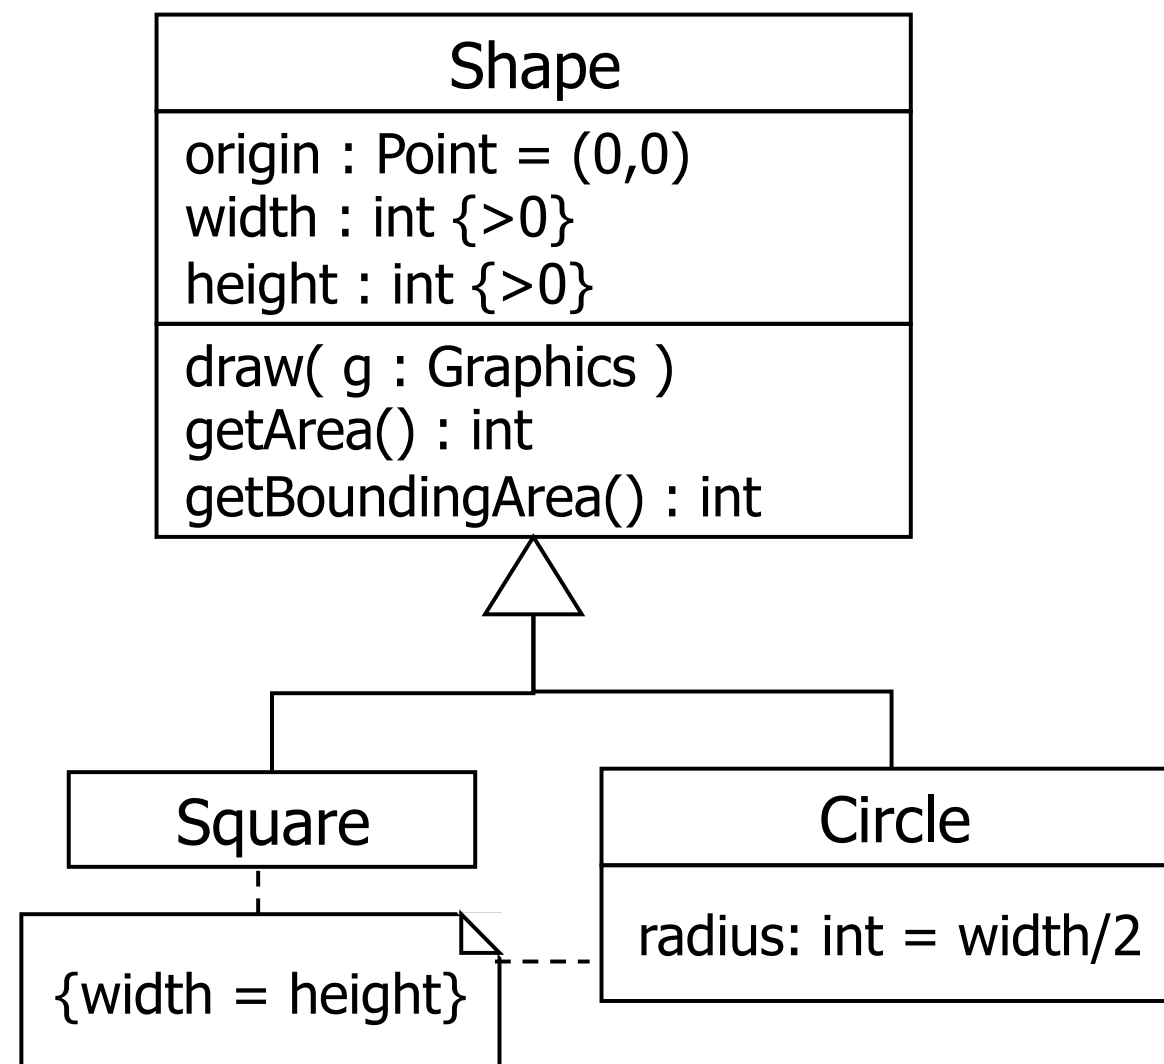 Shape
origin : Point = (0,0)
width : int {>0}
height : int {>0}
draw( g : Graphics )
getArea() : int
getBoundingArea() : int
Square
Circle
radius: int = width/2
{width = height}